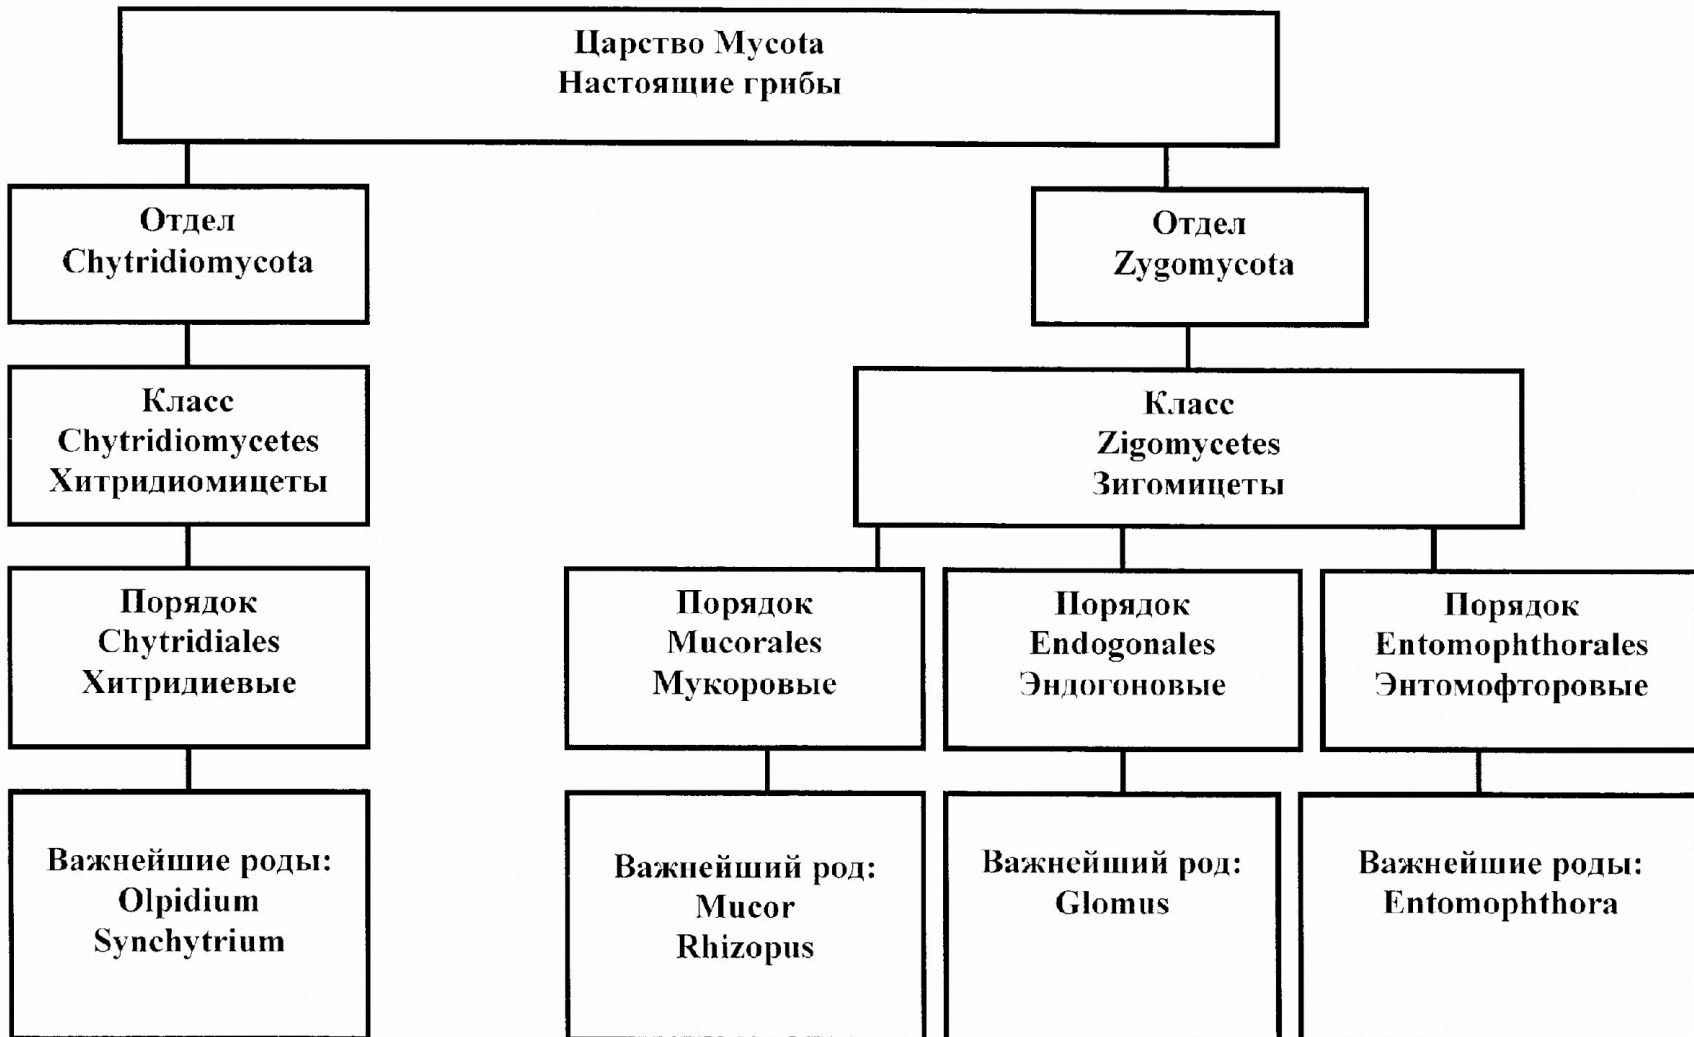 Царство Mycota
Настоящие грибы
Отдел
Chytridiomycota
Отдел
Zygomycota
Класс
Chytridiomycetes
Хитридиомицеты
Класс
Zigomycetes
Зигомицеты
Порядок
Chytridiales
Хитридиевые
Порядок
Mucorales
Мукоровые
Порядок
Endogonales
Эндогоновые
Порядок
Entomophthorales
Энтомофторовые
Важнейшие роды:
Olpidium
Synchytrium
Важнейший род:
Mucor
Rhizopus
Важнейший род:
Glomus
Важнейшие роды:
Entomophthora